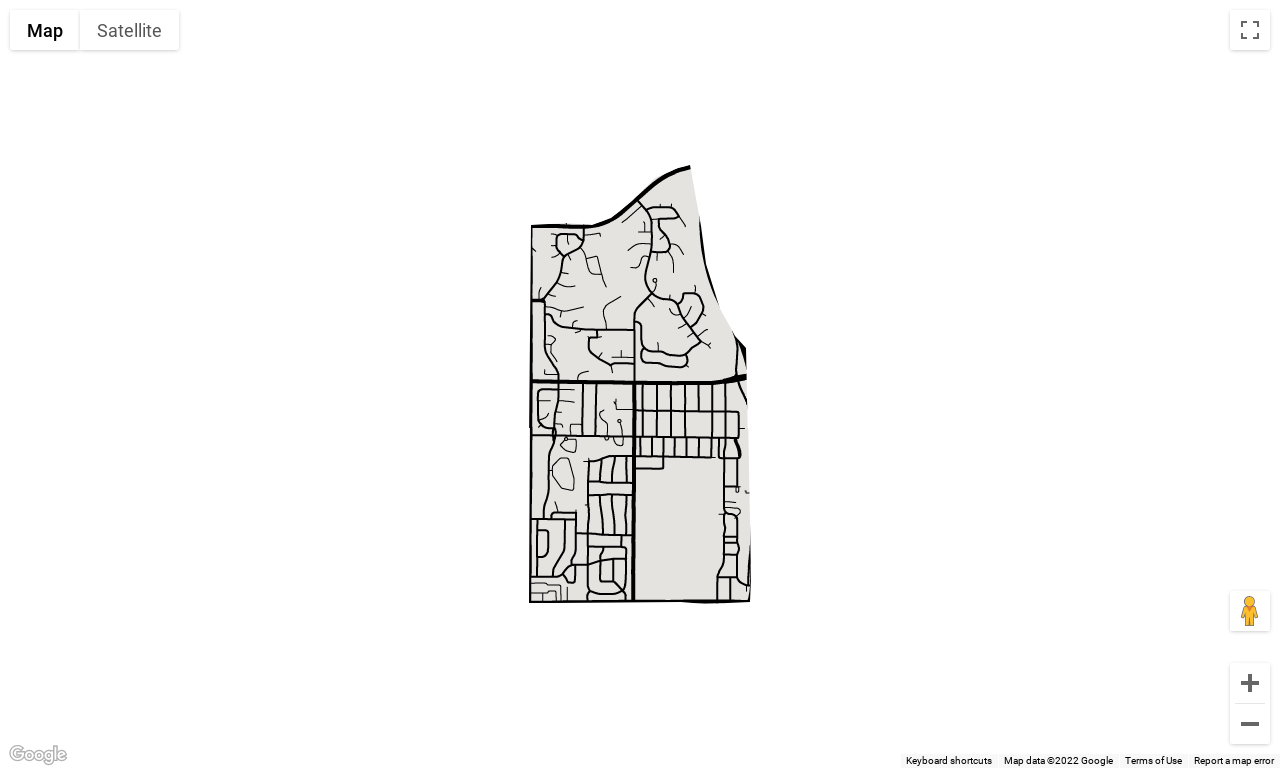 Map
Satellite
Google
Keyboard shortcuts
Map data ©2022 Google
Terms of Use
Report a map error